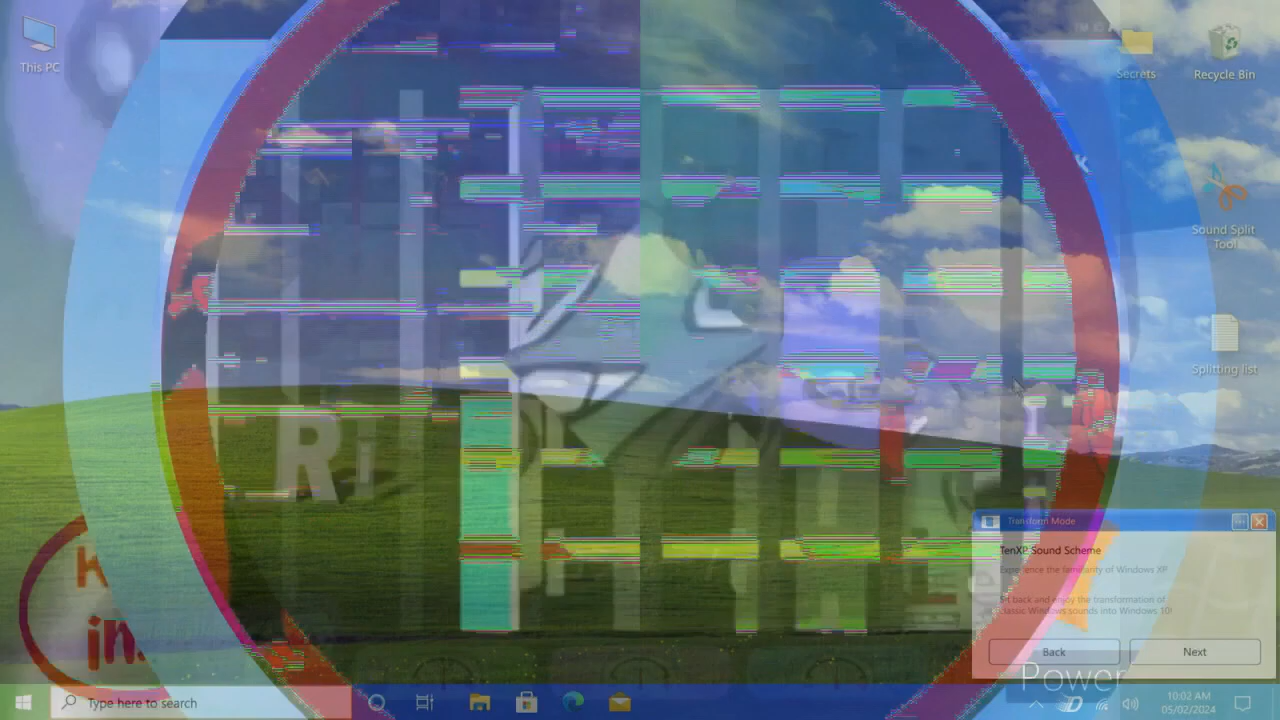 This PC
Secrets
Recycle Bin
Sound Split
Tool
Splitting list
Ri
K
in.
Transform Mode
TenXP Sound Scheme
Experience the familiarity of Windows XP
back and enjoy the transformation of
classic Windows sounds into Windows 10!
Back
Next
Power
Type here to search
10:02 AM
05/02/2024